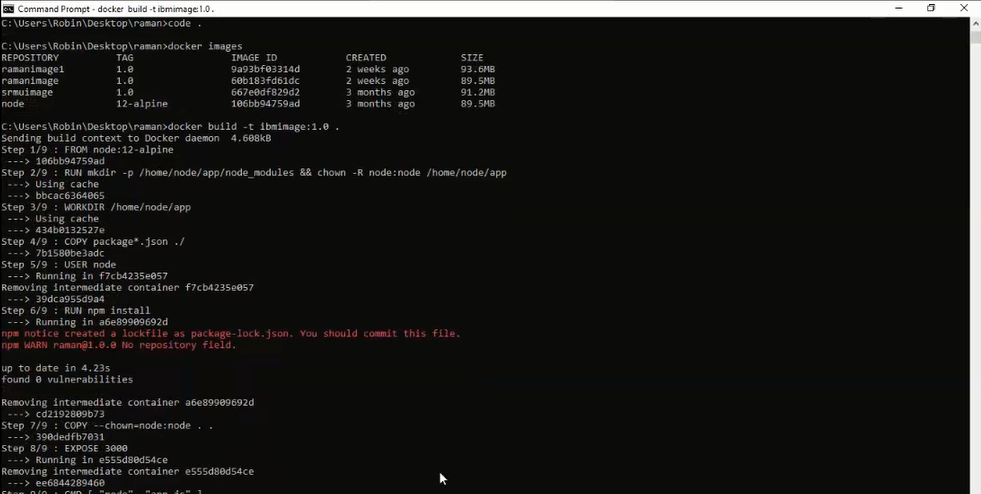 Command Prompt - docker build -t ibmimage:1.0 .
C:\Users\Robin\Desktop\raman>code .
C:\Users\Robin\Desktop\raman>docker images
REPOSITORY TAG IMAGE ID CREATED SIZE
ramanimage1 1.0 9a93bf03314d 2 weeks ago 93.6MB
ramanimage 1.0 60b183fd61dc 2 weeks ago 89.5MB
srmuimage 1.0 667e0df829d2 3 months ago 91.2MB
node 12-alpine 106bb94759ad 3 months ago 89.5MB
C:\Users\Robin\Desktop\raman>docker build -t ibmimage:1.0 .
Sending build context to Docker daemon 4.608kB
Step 1/9 : FROM node:12-alpine
---> 106bb94759ad
Step 2/9 : RUN mkdir -p /home/node/app/node_modules && chown -R node:node /home/node/app
---> Using cache
---> bbcac6364065
Step 3/9 : WORKDIR /home/node/app
---> Using cache
---> 434b0132527e
Step 4/9 : COPY package*.json ./
---> 7b1580be3adc
Step 5/9 : USER node
---> Running in f7cb4235e057
Removing intermediate container f7cb4235e057
---> 39dca955d9a4
Step 6/9 : RUN npm install
---> Running in a6e89909692d
npm notice created a lockfile as package-lock.json. You should commit this file.
npm WARN raman@1.0.0 No repository field.
up to date in 4.23s
found 0 vulnerabilities
Removing intermediate container a6e89909692d
---> cd2192809b73
Step 7/9 : COPY --chown=node:node . .
---> 390dedfb7031
Step 8/9 : EXPOSE 3000
---> Running in e555d80d54ce
Removing intermediate container e555d80d54ce
---> ee6844289460
Step 9/9 : CMD [ "node", "app.js" ]